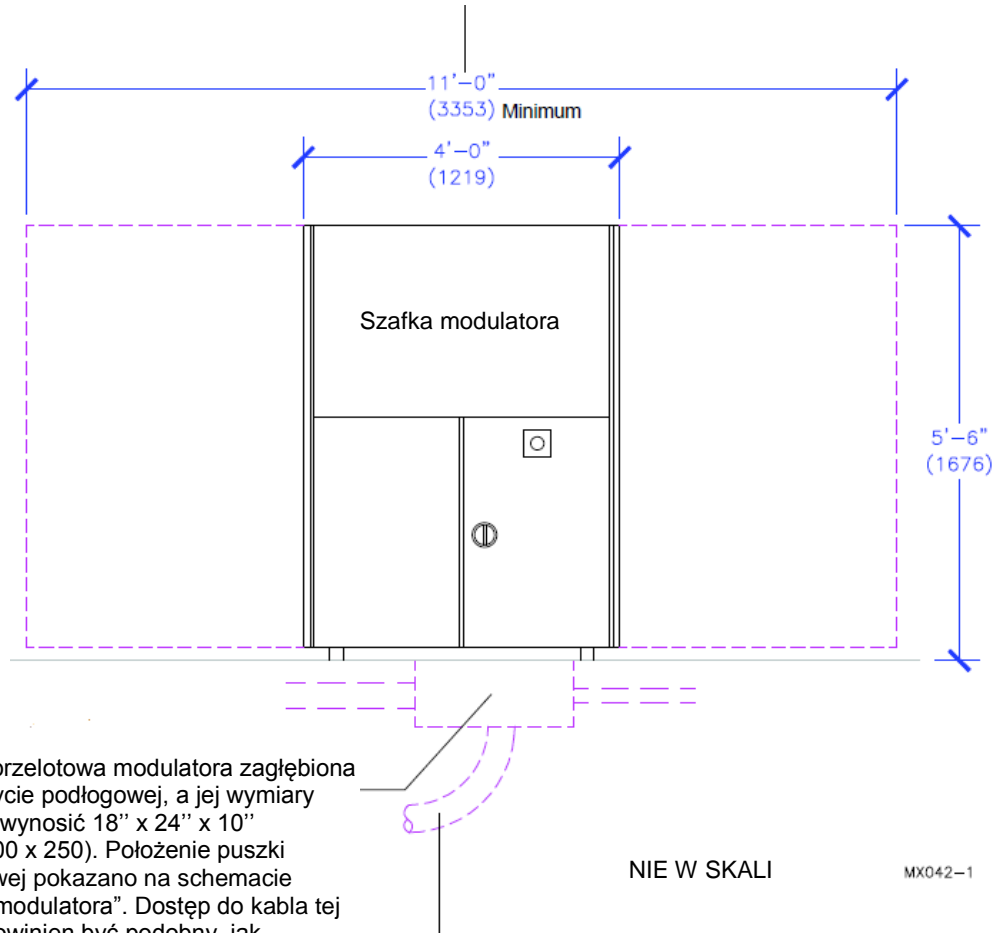 11'-0"
(3353) Minimum
4'-0"
(1219)
Szafka modulatora
5'-6"
(1676)
przelotowa modulatora zagłębiona
ycie podłogowej, a jej wymiary
wynosić 18'' x 24'' x 10''
00 x 250). Położenie puszki
wej pokazano na schemacie
modulatora”. Dostęp do kabla tej
owinien być podobny, jak
NIE W SKALI
MX042-1